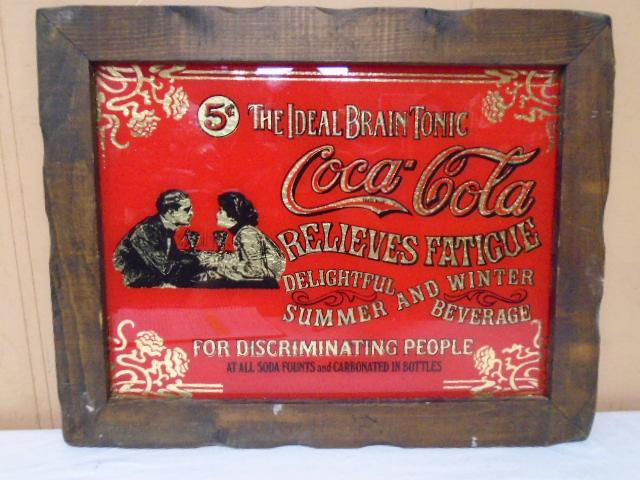 5¢ THE IDEAL BRAIN TONIC
Coca-Cola
RELIEVES FATIGUE
DELIGHTFUL
SUMMER AND WINTER
BEVERAGE
FOR DISCRIMINATING PEOPLE
AT ALL SODA FOUNTS and CARBONATED IN BOTTLES